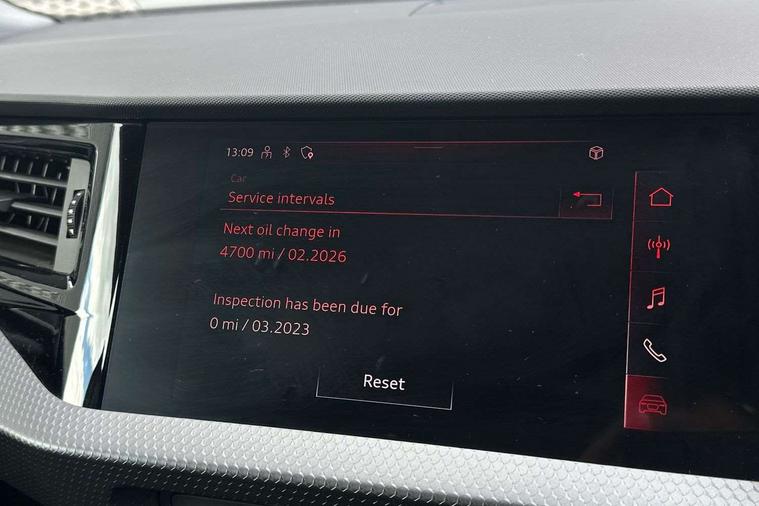 13:09
Car
Service intervals
Next oil change in
4700 mi / 02.2026
Inspection has been due for
0 mi / 03.2023
Reset